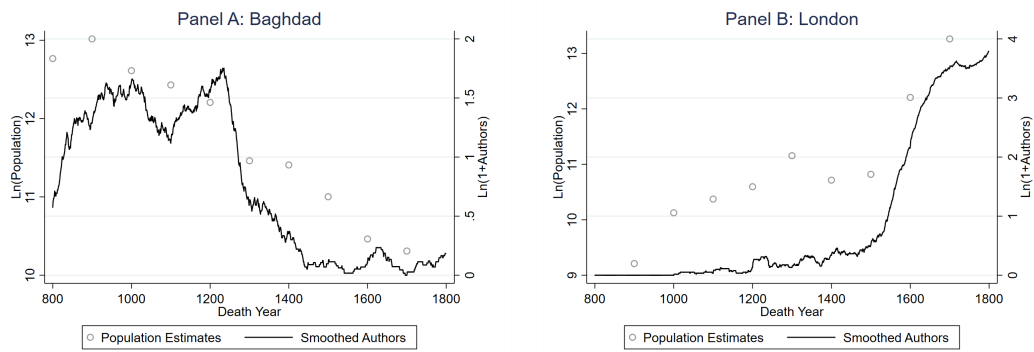 Panel A: Baghdad
Ln(Population)
13
12
11
10
Ln(1+Authors)
2
1.5
1
.5
0
800 1000 1200 1400 1600 1800
Death Year
Population Estimates Smoothed Authors
Panel B: London
Ln(Population)
13
12
11
10
9
Ln(1+Authors)
4
3
2
1
0
800 1000 1200 1400 1600 1800
Death Year
Population Estimates Smoothed Authors